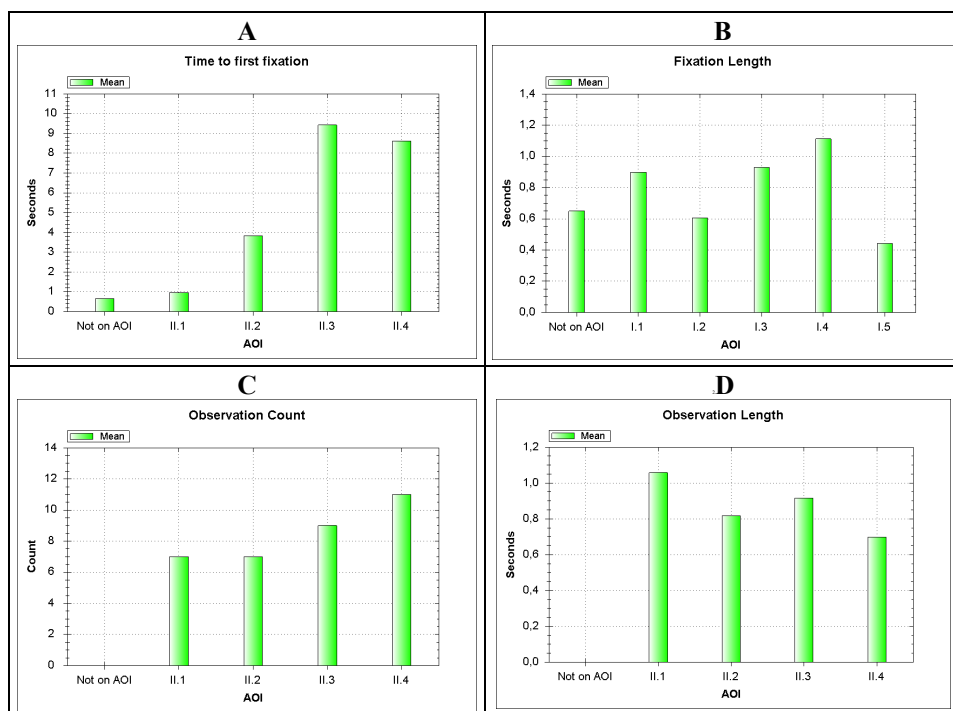 A
Time to first fixation
Mean
Seconds
11
10
9
8
7
6
5
4
3
2
1
0
Not on AOI II.1 II.2 II.3 II.4
AOI
B
Fixation Length
Mean
Seconds
1,4
1,2
1,0
0,8
0,6
0,4
0,2
0,0
Not on AOI I.1 I.2 I.3 I.4 I.5
AOI
C
Observation Count
Mean
Count
14
12
10
8
6
4
2
0
Not on AOI II.1 II.2 II.3 II.4
AOI
D
Observation Length
Mean
Seconds
1,2
1,0
0,8
0,6
0,4
0,2
0,0
Not on AOI II.1 II.2 II.3 II.4
AOI